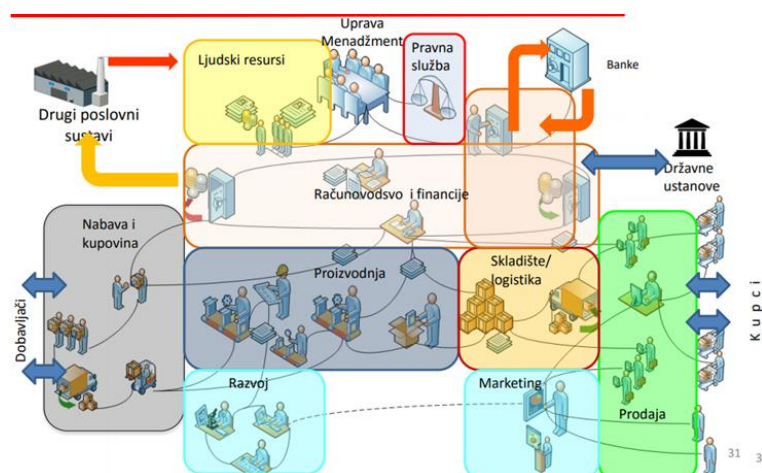 Uprava
Menadžment
Ljudski resursi
Pravna
služba
Banke
Drugi poslovni
sustavi
Državne
ustanove
Računovodsvo i financije
Nabava i
kupovina
Proizvodnja
Skladište/
logistika
Dobavljači
Kupci
Razvoj
Marketing
Prodaja
31
3